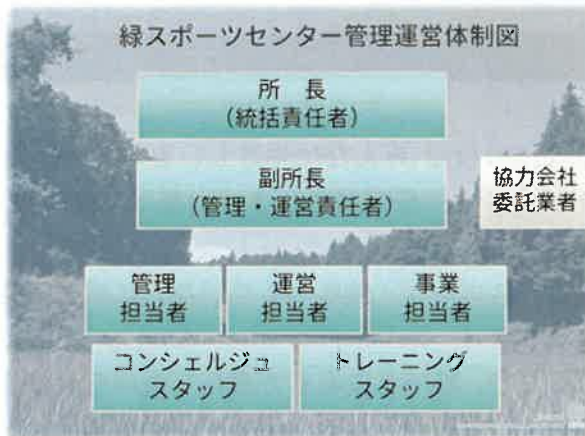 緑スポーツセンター管理運営体制図
所　長
（統括責任者）
副所長
（管理・運営責任者）
協力会社
委託業者
管理
担当者
運営
担当者
事業
担当者
コンシェルジュ
スタッフ
トレーニング
スタッフ